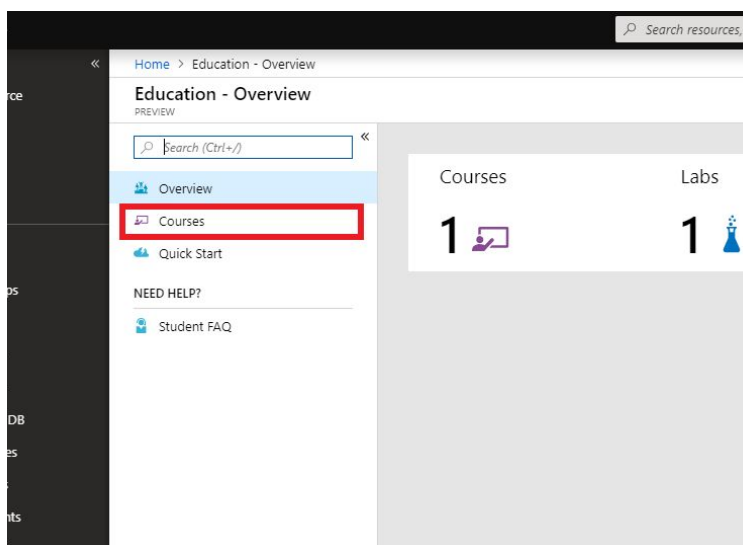 Search resources,
Home > Education - Overview
rce
Education - Overview
PREVIEW
Search (Ctrl+/)
Overview
Courses
Quick Start
NEED HELP?
Student FAQ
Courses
Labs
1
1
ps
DB
es
nts